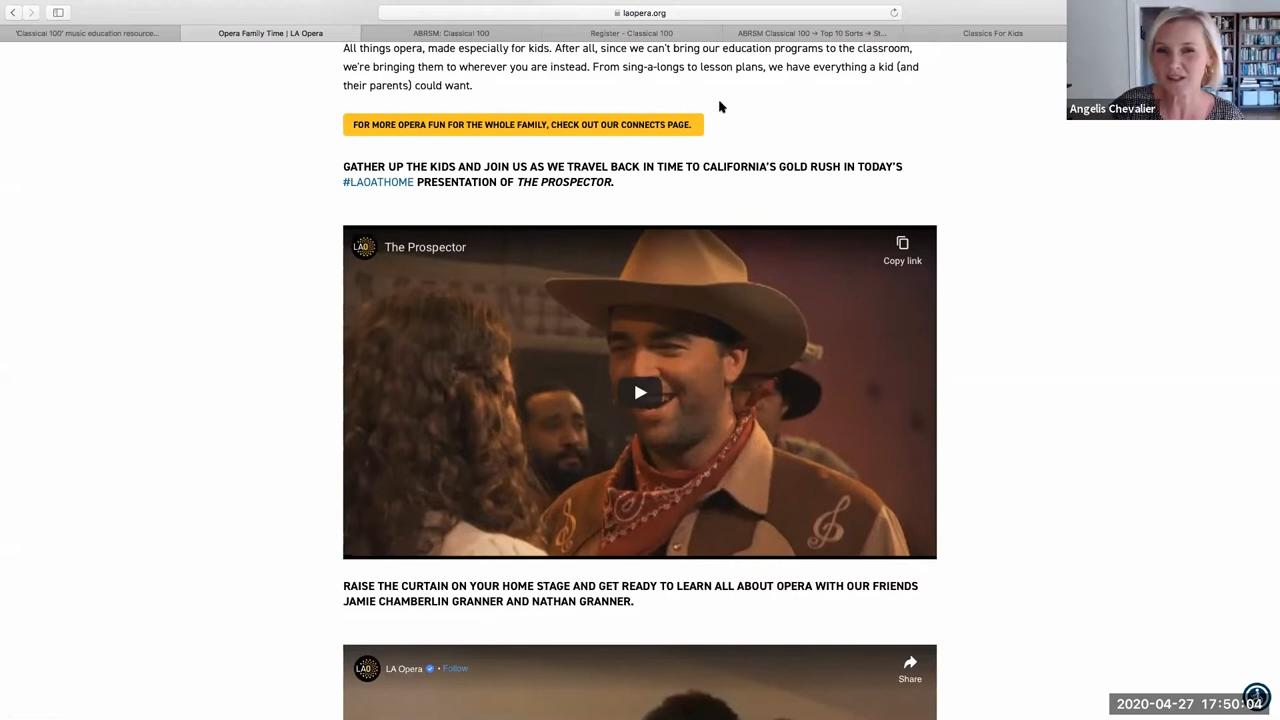 laopera.org
'Classical 100' music education resource...
Opera Family Time | LA Opera
ABRSM: Classical 100
Register - Classical 100
ABRSM Classical 100 → Top 10 Sorts → St...
Classics For Kids
All things opera, made especially for kids. After all, since we can't bring our education programs to the classroom,
we're bringing them to wherever you are instead. From sing-a-longs to lesson plans, we have everything a kid (and
their parents) could want.
Angelis Chevalier
FOR MORE OPERA FUN FOR THE WHOLE FAMILY, CHECK OUT OUR CONNECTS PAGE.
GATHER UP THE KIDS AND JOIN US AS WE TRAVEL BACK IN TIME TO CALIFORNIA'S GOLD RUSH IN TODAY'S
#LAOATHOME PRESENTATION OF THE PROSPECTOR.
LAO
The Prospector
Copy link
RAISE THE CURTAIN ON YOUR HOME STAGE AND GET READY TO LEARN ALL ABOUT OPERA WITH OUR FRIENDS
JAMIE CHAMBERLIN GRANNER AND NATHAN GRANNER.
LAO
LA Opera • Follow
Share
2020-04-27 17:50:04